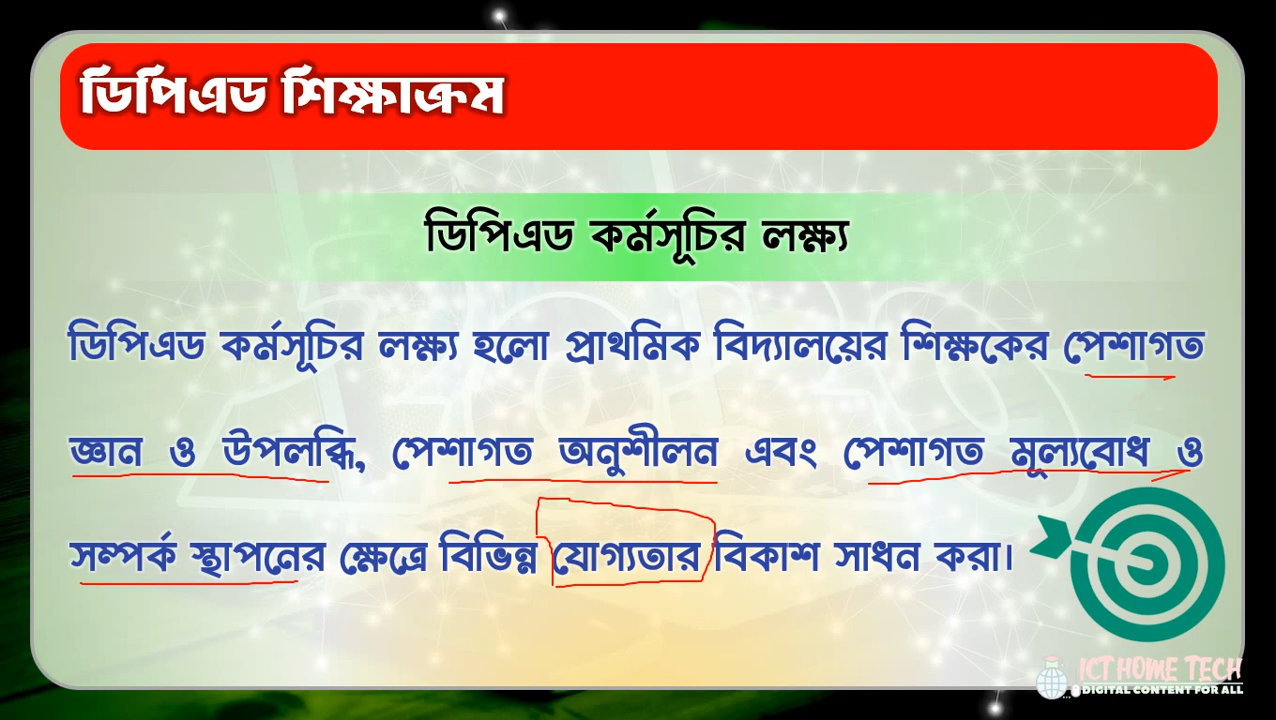 ডিপিএড শিক্ষাক্রম
ডিপিএড কর্মসূচির লক্ষ্য
ডিপিএড কর্মসূচির লক্ষ্য হলো প্রাথমিক বিদ্যালয়ের শিক্ষকের পেশাগত
জ্ঞান ও উপলব্ধি, পেশাগত অনুশীলন এবং পেশাগত মূল্যবোধ ও
সম্পর্ক স্থাপনের ক্ষেত্রে বিভিন্ন যোগ্যতার বিকাশ সাধন করা।
ICT HOME TECH
DIGITAL CONTENT FOR ALL